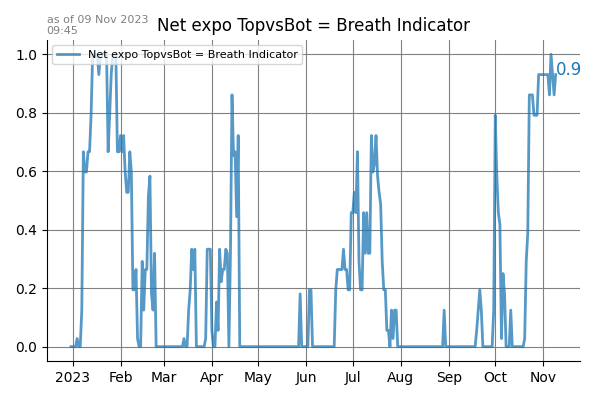 as of 09 Nov 2023
09:45
Net expo TopvsBot = Breath Indicator
Net expo TopvsBot = Breath Indicator
0.9
1.0
0.8
0.6
0.4
0.2
0.0
2023 Feb Mar Apr May Jun Jul Aug Sep Oct Nov